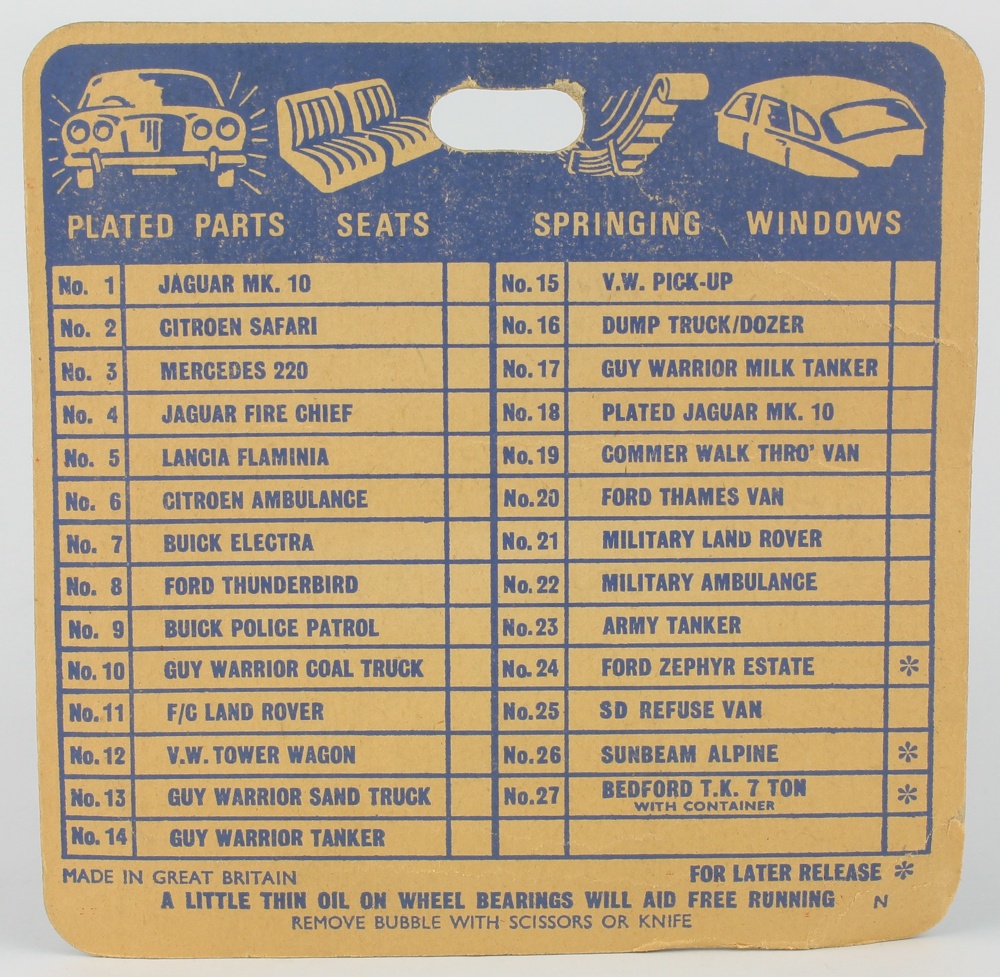 PLATED PARTS SEATS SPRINGING WINDOWS
No. 1 JAGUAR MK. 10
No. 2 CITROEN SAFARI
No. 3 MERCEDES 220
No. 4 JAGUAR FIRE CHIEF
No. 5 LANCIA FLAMINIA
No. 6 CITROEN AMBULANCE
No. 7 BUICK ELECTRA
No. 8 FORD THUNDERBIRD
No. 9 BUICK POLICE PATROL
No. 10 GUY WARRIOR COAL TRUCK
No. 11 F/C LAND ROVER
No. 12 V.W. TOWER WAGON
No. 13 GUY WARRIOR SAND TRUCK
No. 14 GUY WARRIOR TANKER
No. 15 V.W. PICK-UP
No. 16 DUMP TRUCK/DOZER
No. 17 GUY WARRIOR MILK TANKER
No. 18 PLATED JAGUAR MK. 10
No. 19 COMMER WALK THRO' VAN
No. 20 FORD THAMES VAN
No. 21 MILITARY LAND ROVER
No. 22 MILITARY AMBULANCE
No. 23 ARMY TANKER
No. 24 FORD ZEPHYR ESTATE *
No. 25 SD REFUSE VAN
No. 26 SUNBEAM ALPINE *
No. 27 BEDFORD T.K. 7 TON *
WITH CONTAINER
MADE IN GREAT BRITAIN FOR LATER RELEASE *
A LITTLE THIN OIL ON WHEEL BEARINGS WILL AID FREE RUNNING N
REMOVE BUBBLE WITH SCISSORS OR KNIFE